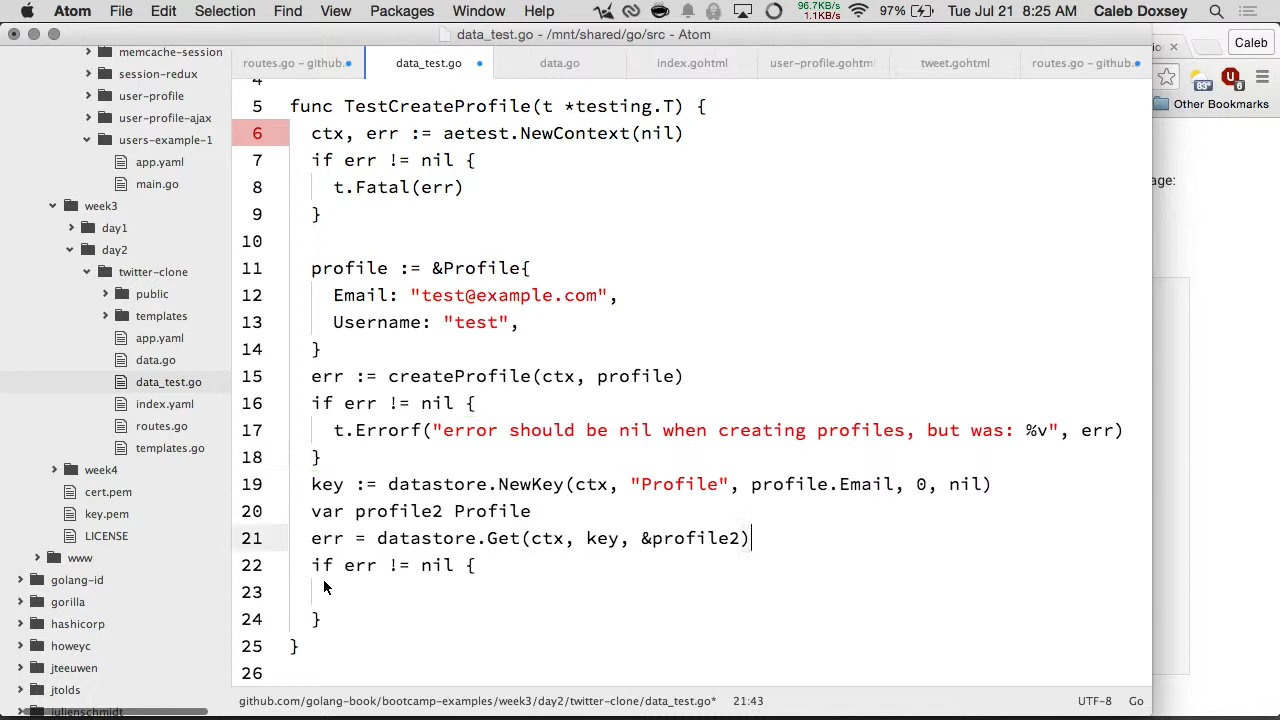 Atom File Edit Selection Find View Packages Window Help 96.7KB/s 1.1KB/s 97% Tue Jul 21 8:25 AM Caleb Doxsey
data_test.go - /mnt/shared/go/src - Atom
Caleb
routes.go – github. data_test.go data.go index.gohtml user-profile.gohtml tweet.gohtml routes.go – github.
83°
6
Other Bookmarks
age:
memcache-session
session-redux
user-profile
user-profile-ajax
users-example-1
app.yaml
main.go
week3
day1
day2
twitter-clone
public
templates
app.yaml
data.go
data_test.go
index.yaml
routes.go
templates.go
week4
cert.pem
key.pem
LICENSE
www
golang-id
gorilla
hashicorp
howeyc
jteeuwen
jtolds
julienschmidt
4
5 func TestCreateProfile(t *testing.T) {
6 ctx, err := aetest.NewContext(nil)
7 if err != nil {
8 t.Fatal(err)
9 }
10
11 profile := &Profile{
12 Email: "test@example.com",
13 Username: "test",
14 }
15 err := createProfile(ctx, profile)
16 if err != nil {
17 t.Errorf("error should be nil when creating profiles, but was: %v", err)
18 }
19 key := datastore.NewKey(ctx, "Profile", profile.Email, 0, nil)
20 var profile2 Profile
21 err = datastore.Get(ctx, key, &profile2)
22 if err != nil {
23
24 }
25 }
26
github.com/golang-book/bootcamp-examples/week3/day2/twitter-clone/data_test.go* 21:43 UTF-8 Go